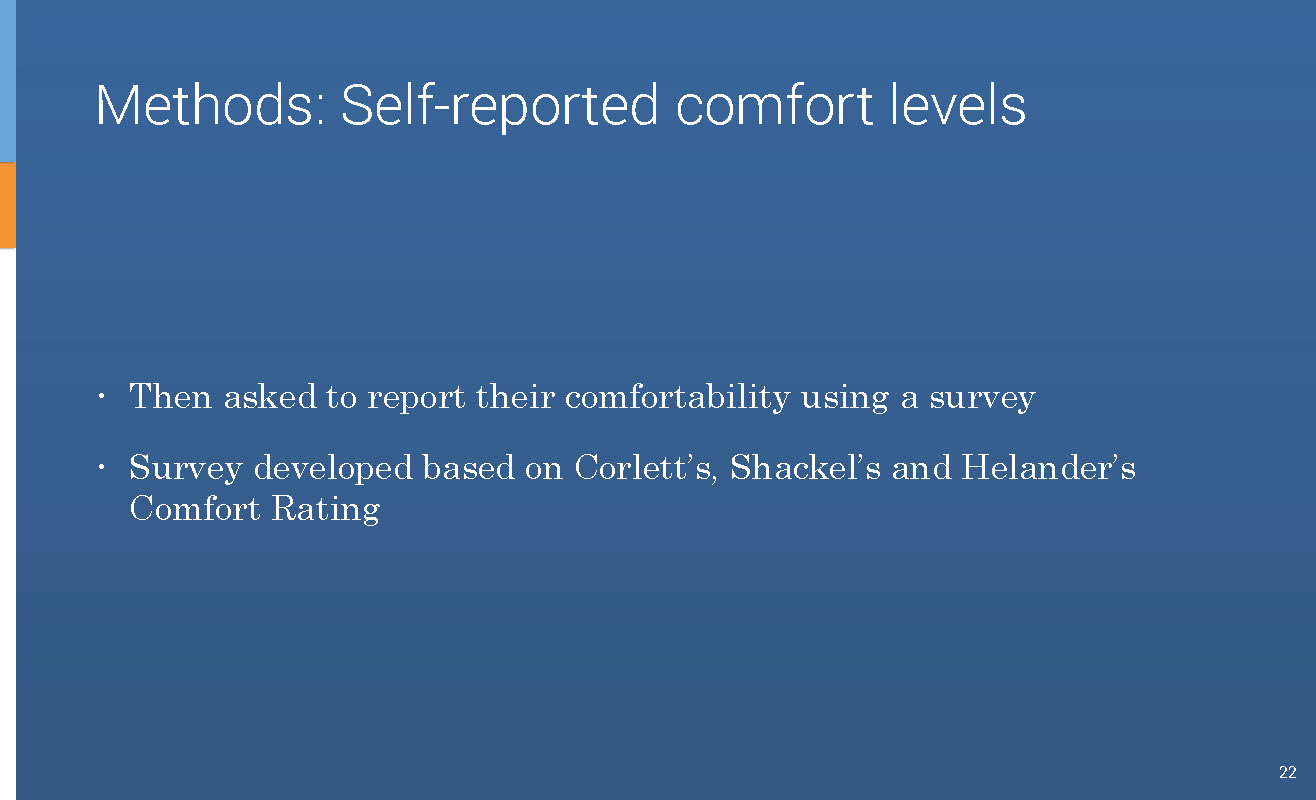 Methods: Self-reported comfort levels
· Then asked to report their comfortability using a survey
· Survey developed based on Corlett’s, Shackel’s and Helander’s
Comfort Rating
22